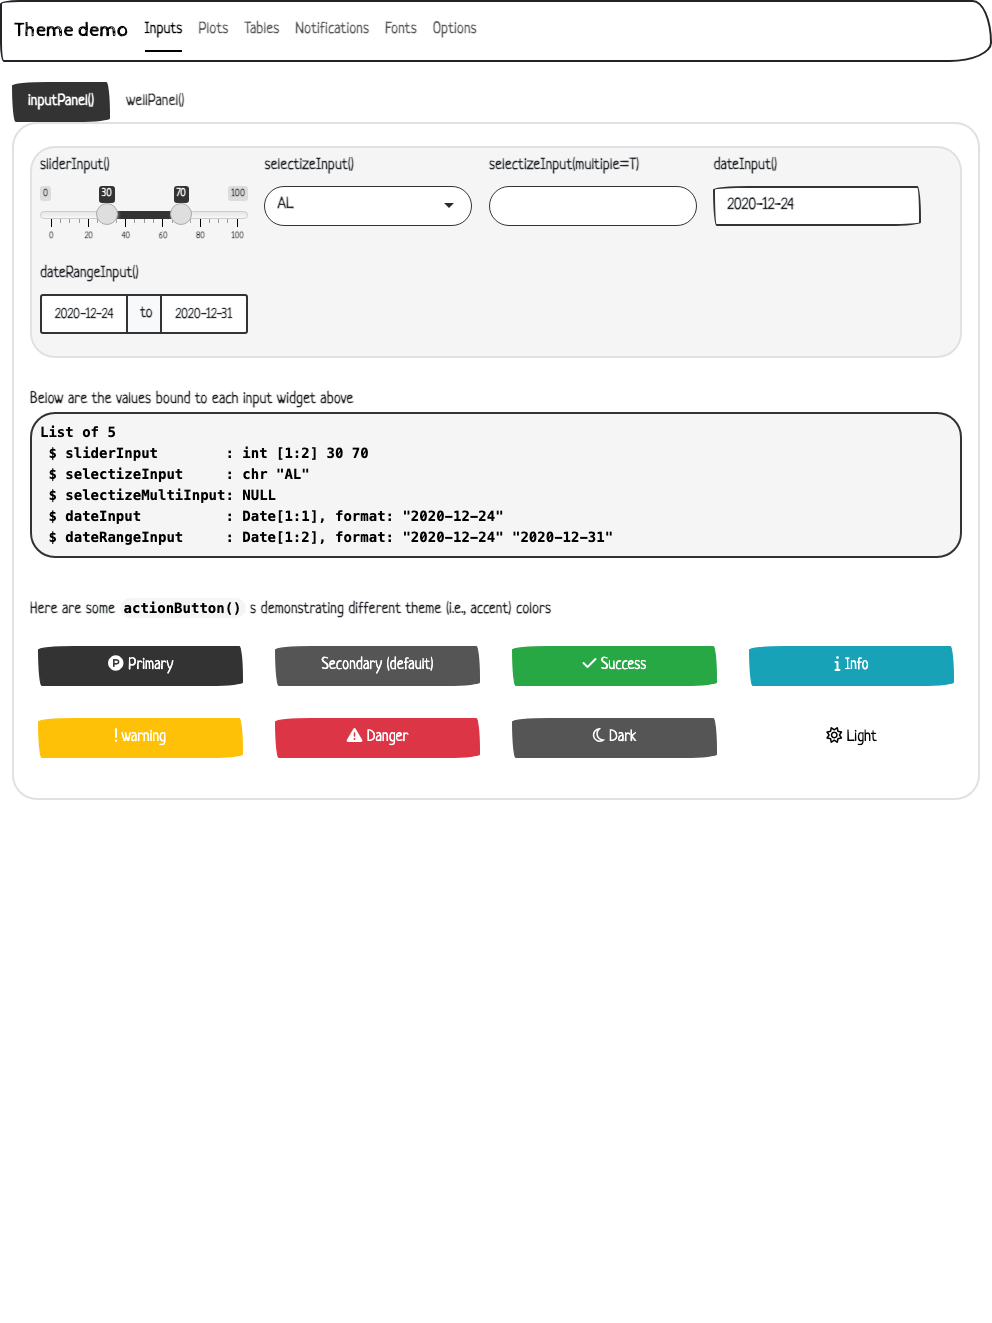 Theme demo Inputs Plots Tables Notifications Fonts Options
inputPanel() wellPanel()
sliderInput() selectizeInput() selectizeInput(multiple=T) dateInput()
0 30 70 100
AL 2020-12-24
0 20 40 60 80 100
dateRangeInput()
2020-12-24 to 2020-12-31
Below are the values bound to each input widget above
List of 5
$ sliderInput : int [1:2] 30 70
$ selectizeInput : chr "AL"
$ selectizeMultiInput: NULL
$ dateInput : Date[1:1], format: "2020-12-24"
$ dateRangeInput : Date[1:2], format: "2020-12-24" "2020-12-31"
Here are some actionButton() s demonstrating different theme (i.e., accent) colors
Primary Secondary (default) Success Info
warning Danger Dark Light